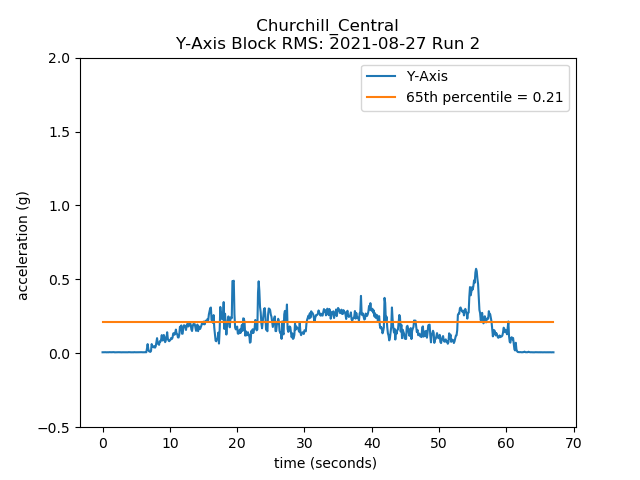 Churchill_Central
Y-Axis Block RMS: 2021-08-27 Run 2
Y-Axis
65th percentile = 0.21
2.0
1.5
1.0
0.5
0.0
−0.5
acceleration (g)
0 10 20 30 40 50 60 70
time (seconds)